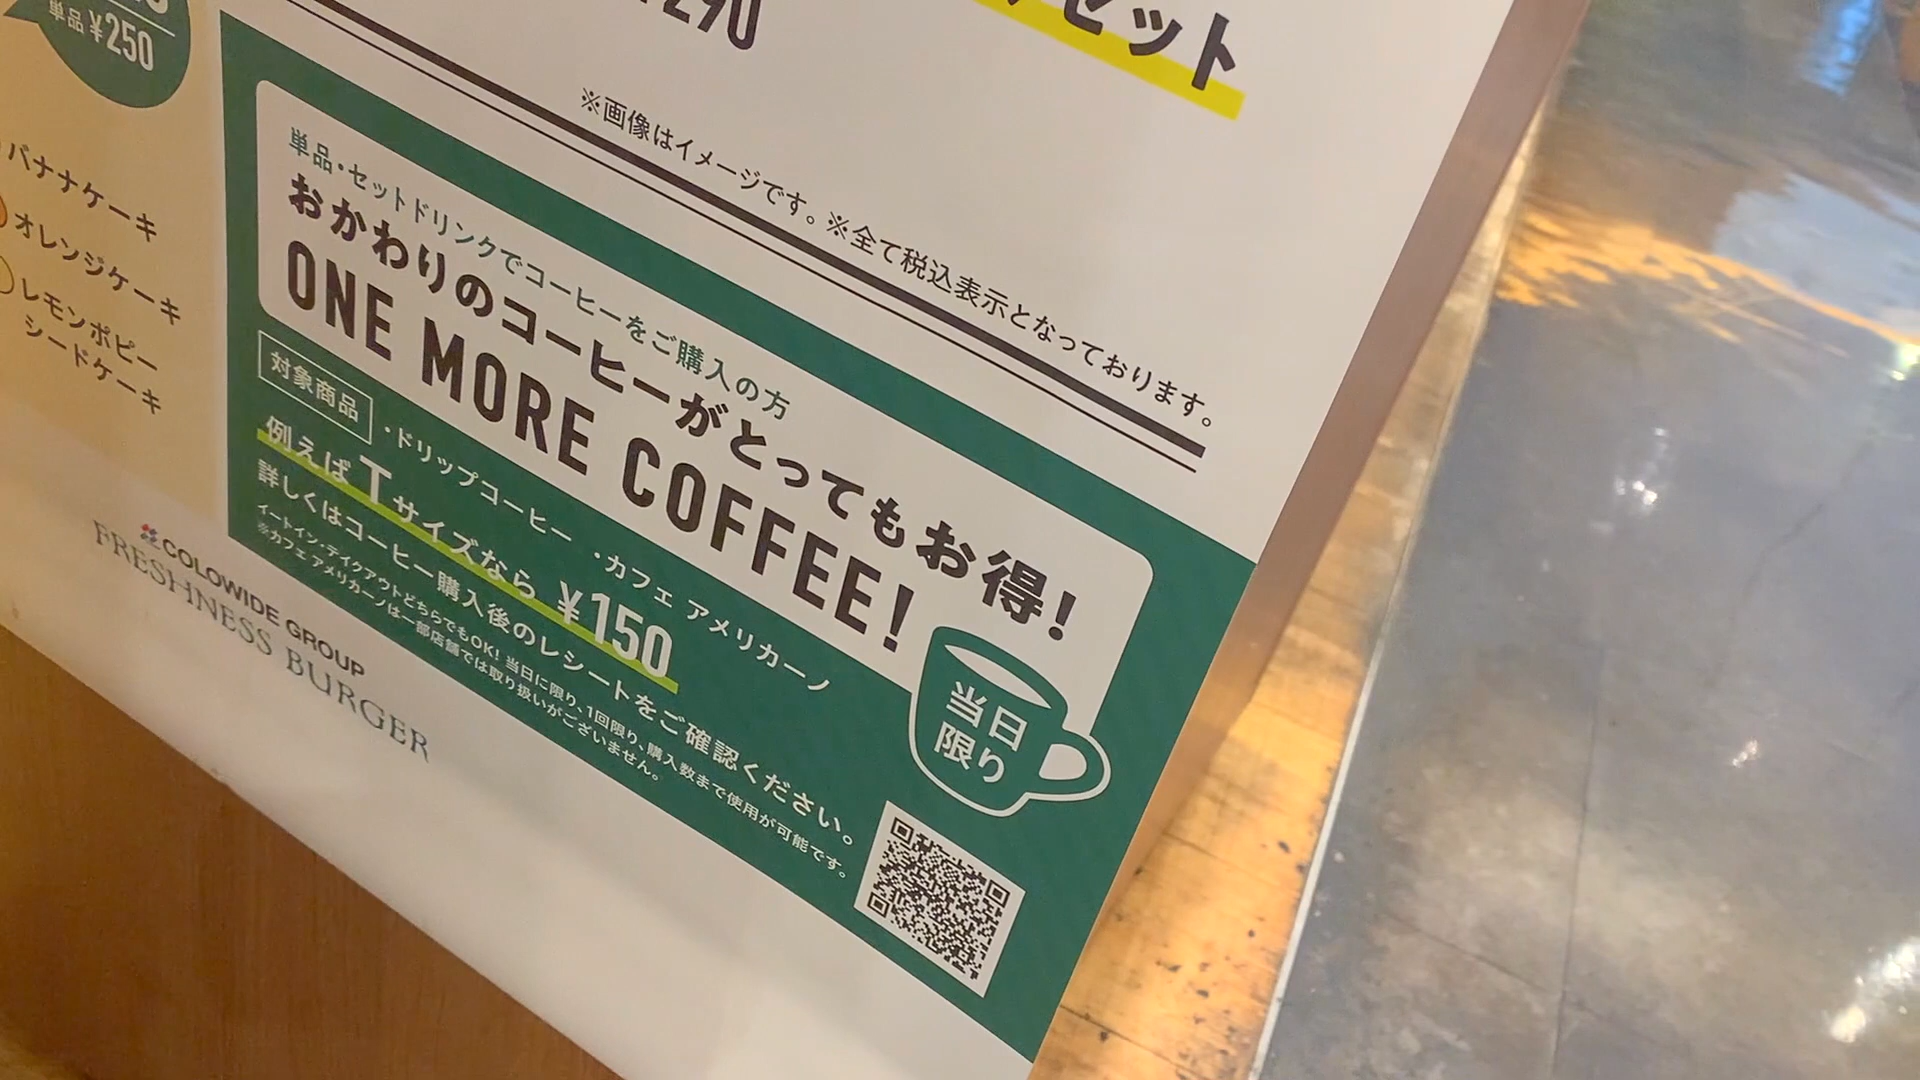 単品 ¥250
290
セット
※画像はイメージです。※全て税込表示となっております。
バナナケーキ
オレンジケーキ
レモンポピー
シードケーキ
単品・セットドリンクでコーヒーをご購入の方
おかわりのコーヒーがとってもお得!
ONE MORE COFFEE!
対象商品 ・ドリップコーヒー ・カフェ アメリカーノ
例えばTサイズなら ¥150
詳しくはコーヒー購入後のレシートをご確認ください。
イートイン・テイクアウトどちらでもOK! 当日に限り、1回限り、購入数まで使用が可能です。
※カフェ アメリカーノは一部店舗では取り扱いがございません。
当日
限り
COLOWIDE GROUP
FRESHNESS BURGER